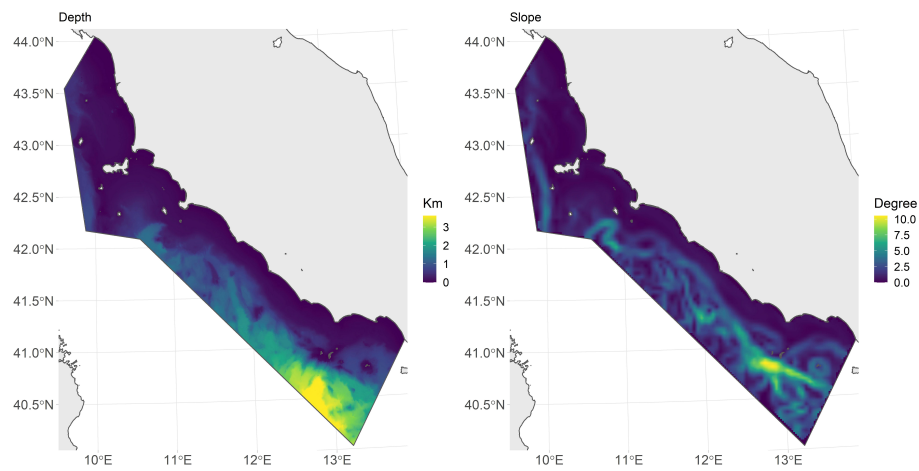 Depth
44.0°N
43.5°N
43.0°N
42.5°N
42.0°N
41.5°N
41.0°N
40.5°N
10°E
11°E
12°E
13°E
Km
3
2
1
0
Slope
44.0°N
43.5°N
43.0°N
42.5°N
42.0°N
41.5°N
41.0°N
40.5°N
10°E
11°E
12°E
13°E
Degree
10.0
7.5
5.0
2.5
0.0